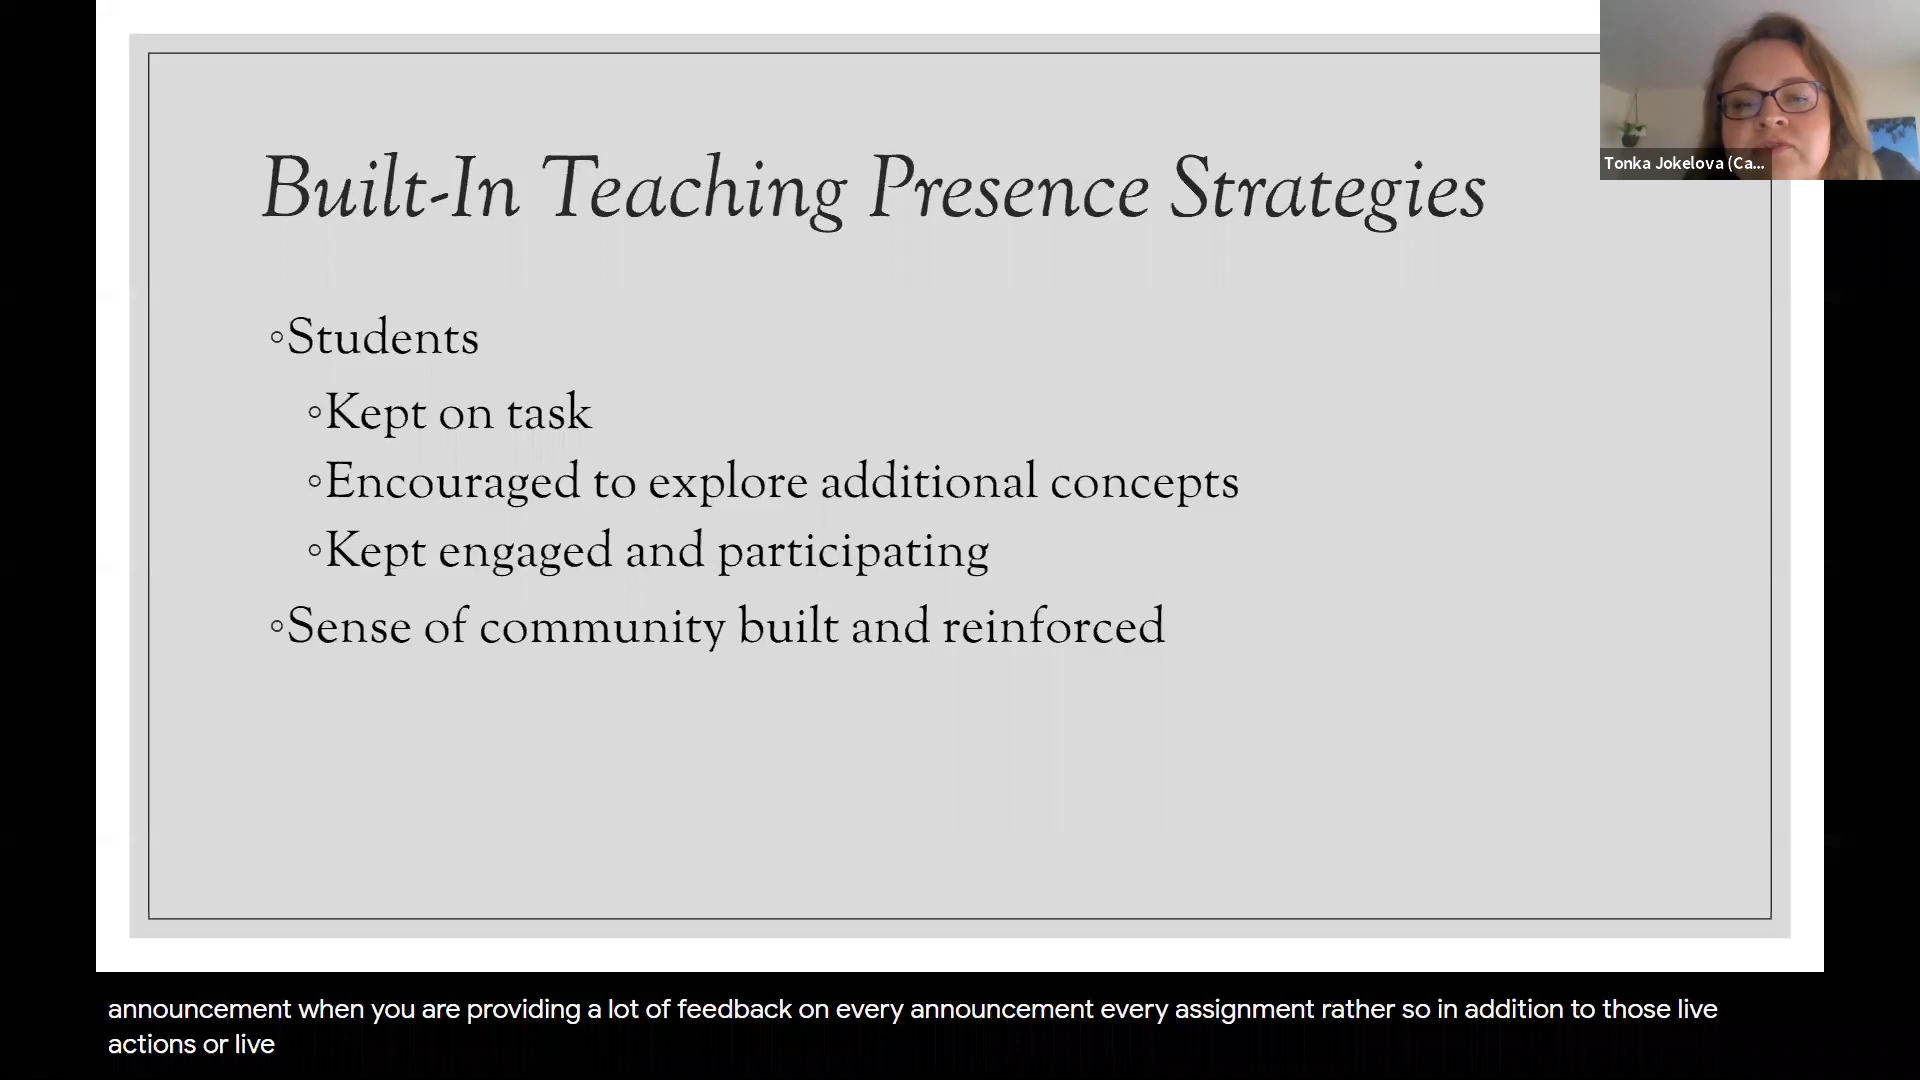 Built-In Teaching Presence Strategies
Tonka Jokelova (Ca...
◦Students
◦Kept on task
◦Encouraged to explore additional concepts
◦Kept engaged and participating
◦Sense of community built and reinforced
announcement when you are providing a lot of feedback on every announcement every assignment rather so in addition to those live
actions or live